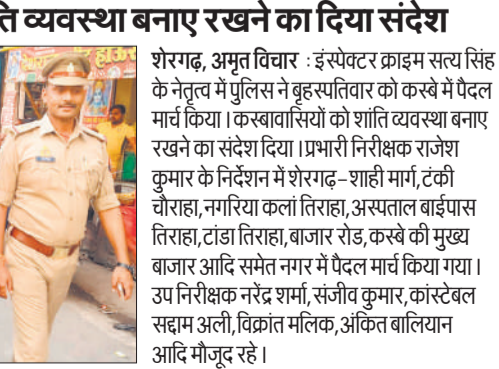 व्यवस्था बनाए रखने का दिया संदेश
शेरगढ़, अमृत विचार : इंस्पेक्टर क्राइम सत्य सिंह
के नेतृत्व में पुलिस ने बृहस्पतिवार को कस्बे में पैदल
मार्च किया। कस्बावासियों को शांति व्यवस्था बनाए
रखने का संदेश दिया।प्रभारी निरीक्षक राजेश
कुमार के निर्देशन में शेरगढ़-शाही मार्ग,टंकी
चौराहा,नगरिया कलां तिराहा,अस्पताल बाईपास
तिराहा,टांडा तिराहा,बाजार रोड,कस्बे की मुख्य
बाजार आदि समेत नगर में पैदल मार्च किया गया।
उप निरीक्षक नरेंद्र शर्मा,संजीव कुमार,कांस्टेबल
सद्दाम अली,विक्रांत मलिक,अंकित बालियान
आदि मौजूद रहे।